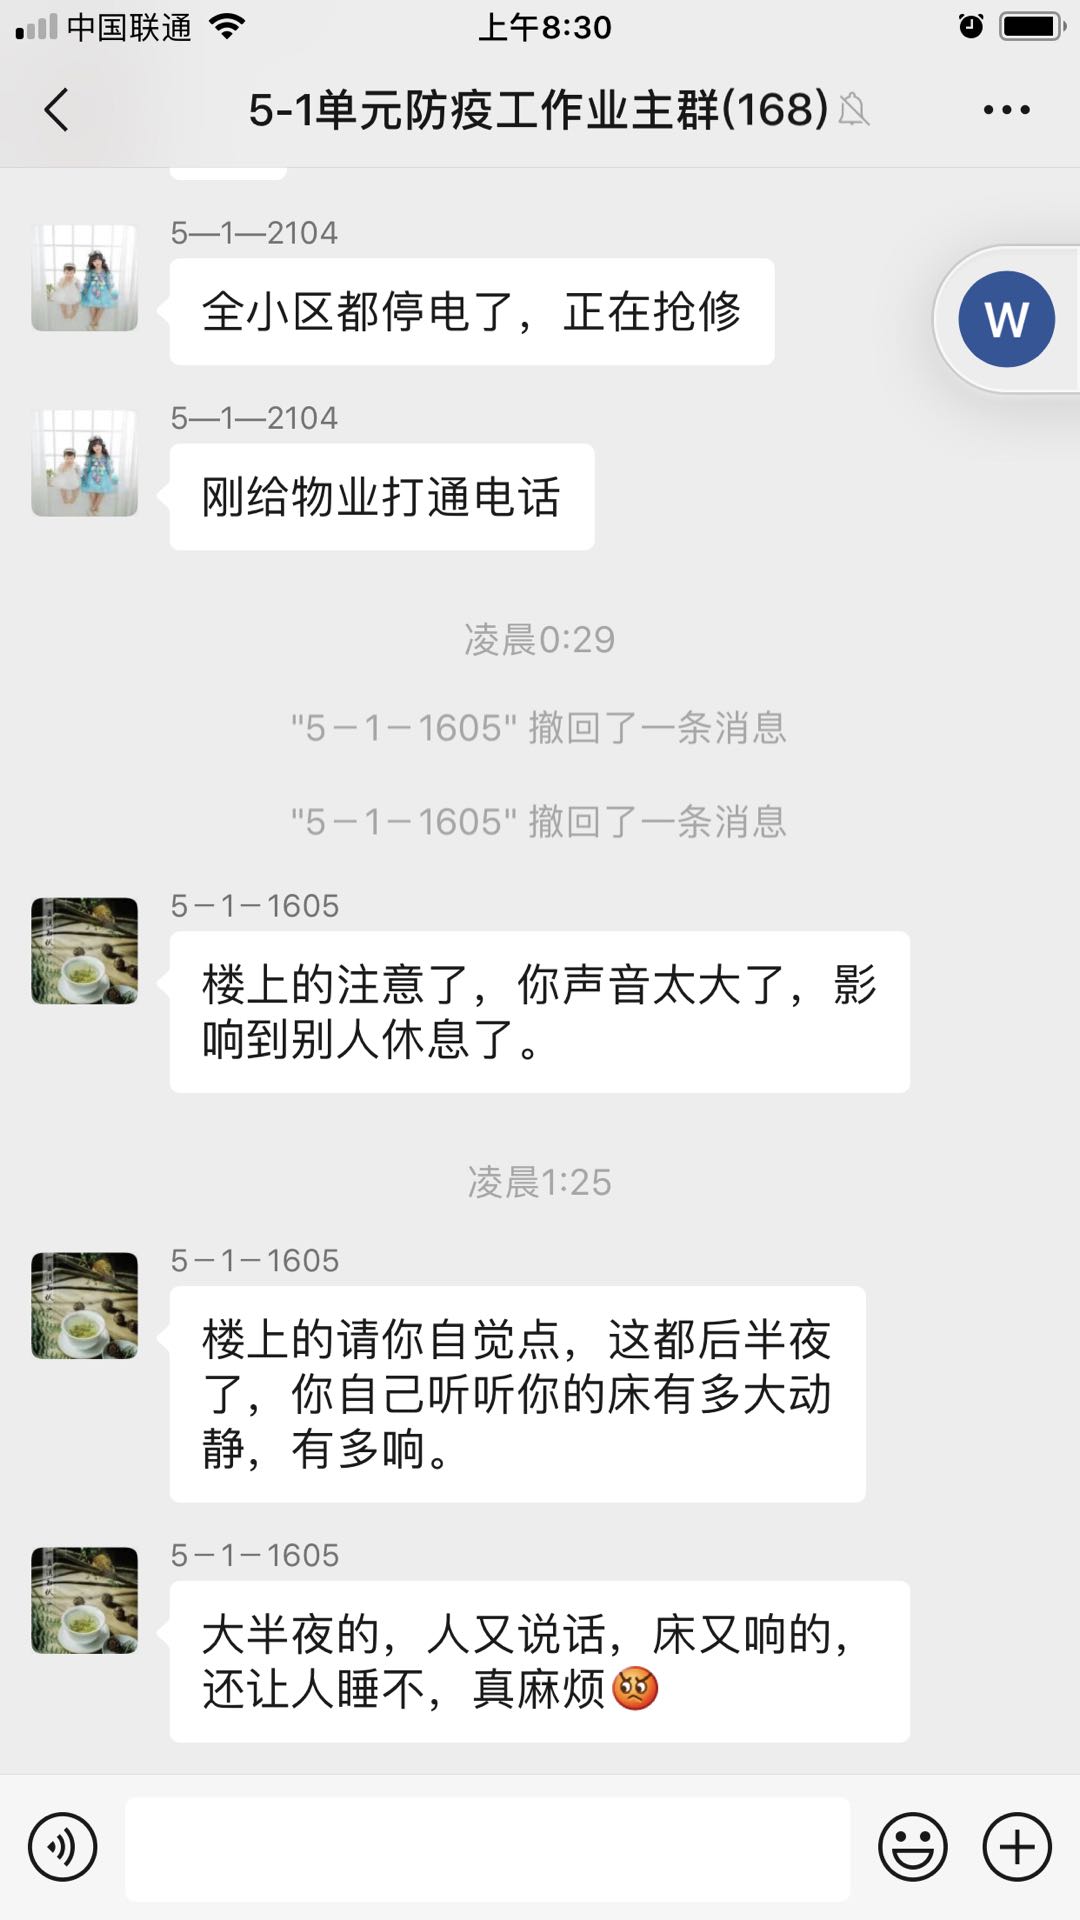 中国联通
上午8:30
5-1单元防疫工作业主群(168)
5—1—2104
全小区都停电了，正在抢修
W
5—1—2104
刚给物业打通电话
凌晨0:29
"5－1－1605" 撤回了一条消息
"5－1－1605" 撤回了一条消息
5－1－1605
楼上的注意了，你声音太大了，影
响到别人休息了。
凌晨1:25
5－1－1605
楼上的请你自觉点，这都后半夜
了，你自己听听你的床有多大动
静，有多响。
5－1－1605
大半夜的，人又说话，床又响的，
还让人睡不，真麻烦